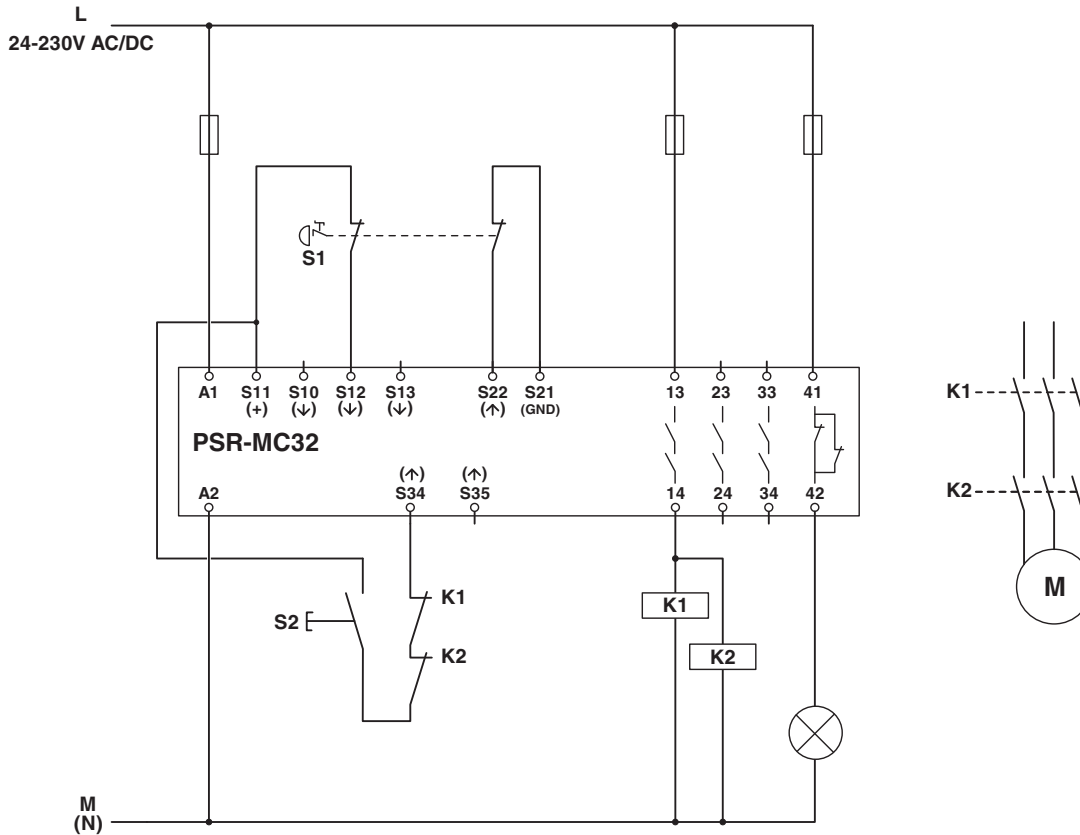 L
24-230V AC/DC
S1
A1 S11 S10 S12 S13 S22 S21 13 23 33 41
(+) (↓) (↓) (↓) (↑) (GND)
PSR-MC32
(↑) (↑)
A2 S34 S35 14 24 34 42
K1
K2
M
S2
K1
K2
K1
K2
M
(N)